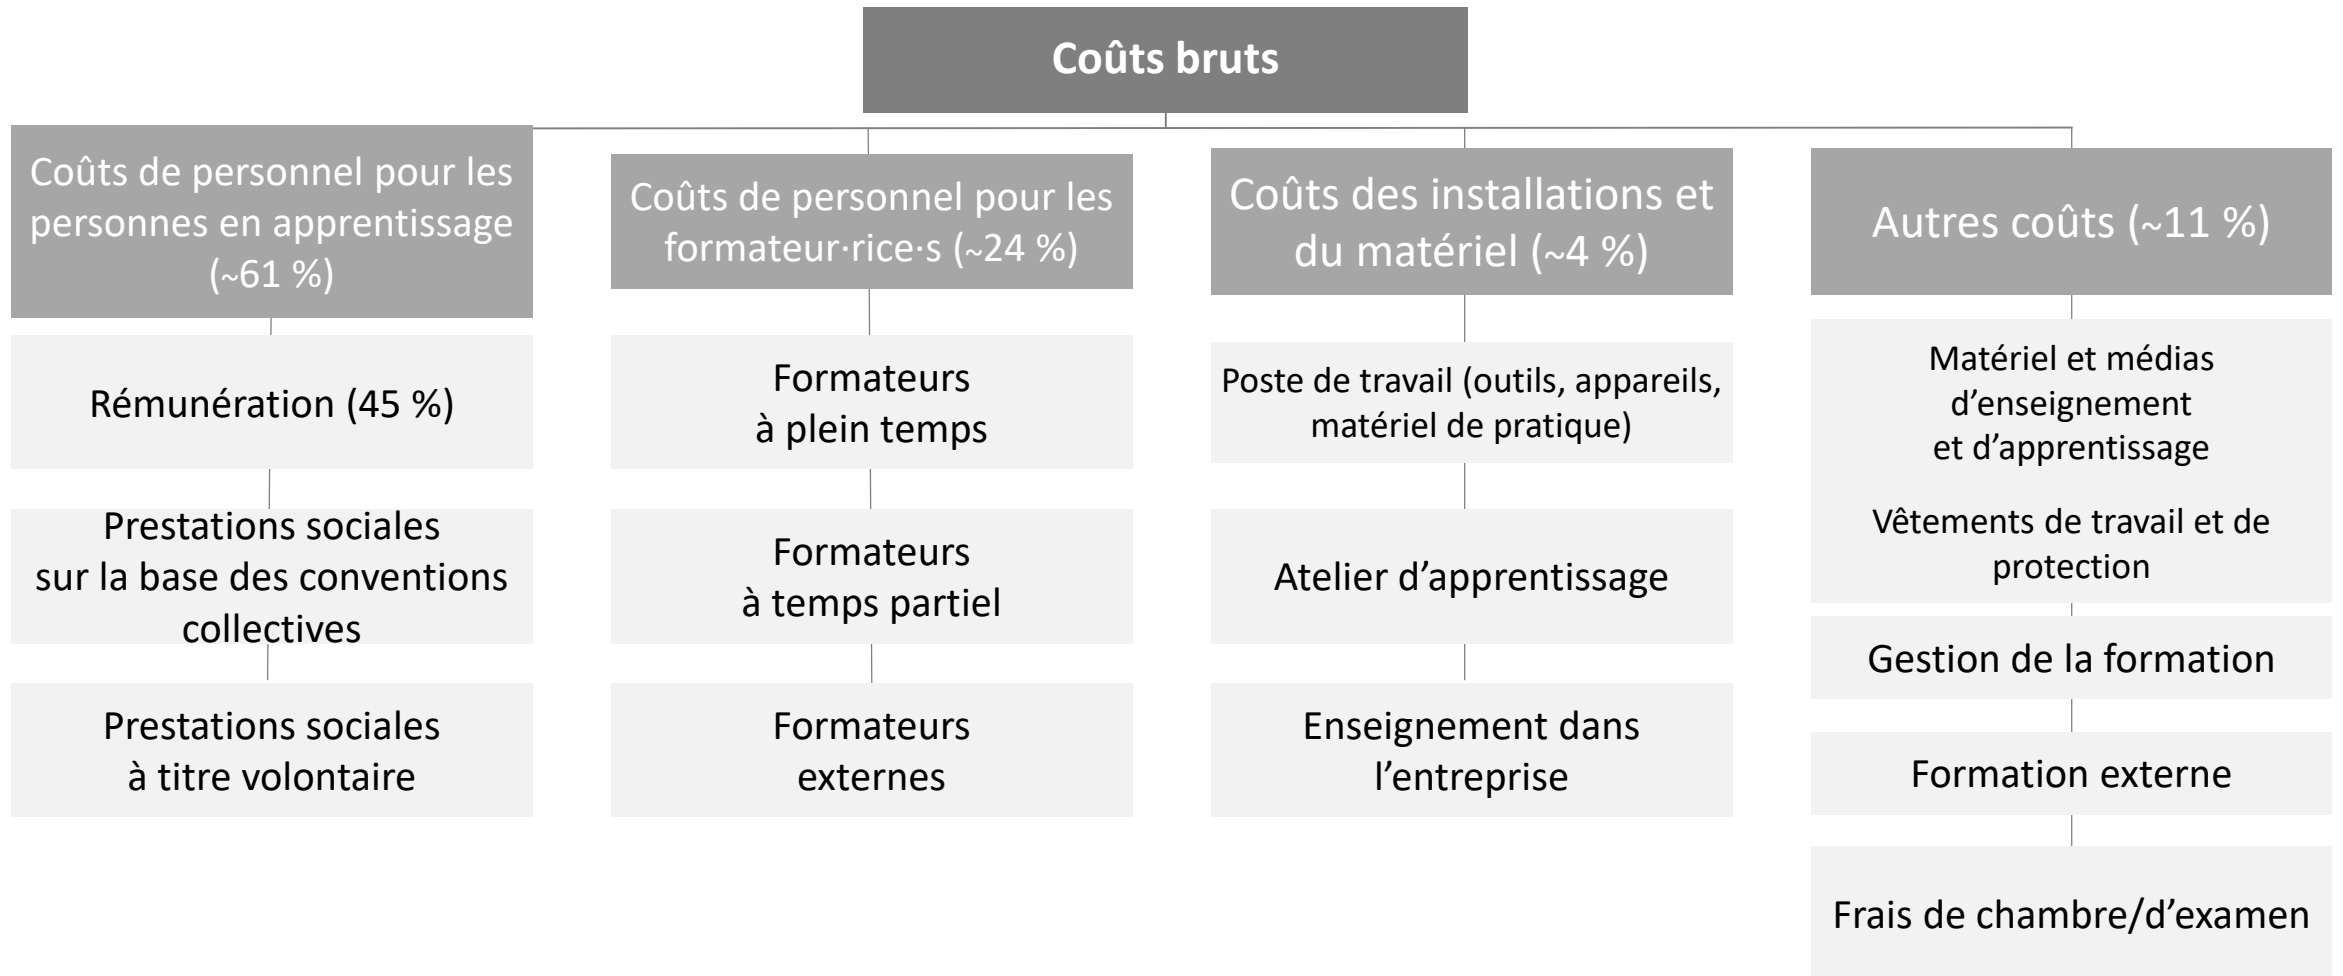 Coûts bruts
Coûts de personnel pour les
personnes en apprentissage
(~61 %)
Rémunération (45 %)
Prestations sociales
sur la base des conventions
collectives
Prestations sociales
à titre volontaire
Coûts de personnel pour les
formateur·rice·s (~24 %)
Formateurs
à plein temps
Formateurs
à temps partiel
Formateurs
externes
Coûts des installations et
du matériel (~4 %)
Poste de travail (outils, appareils,
matériel de pratique)
Atelier d’apprentissage
Enseignement dans
l’entreprise
Autres coûts (~11 %)
Matériel et médias
d’enseignement
et d’apprentissage
Vêtements de travail et de
protection
Gestion de la formation
Formation externe
Frais de chambre/d’examen